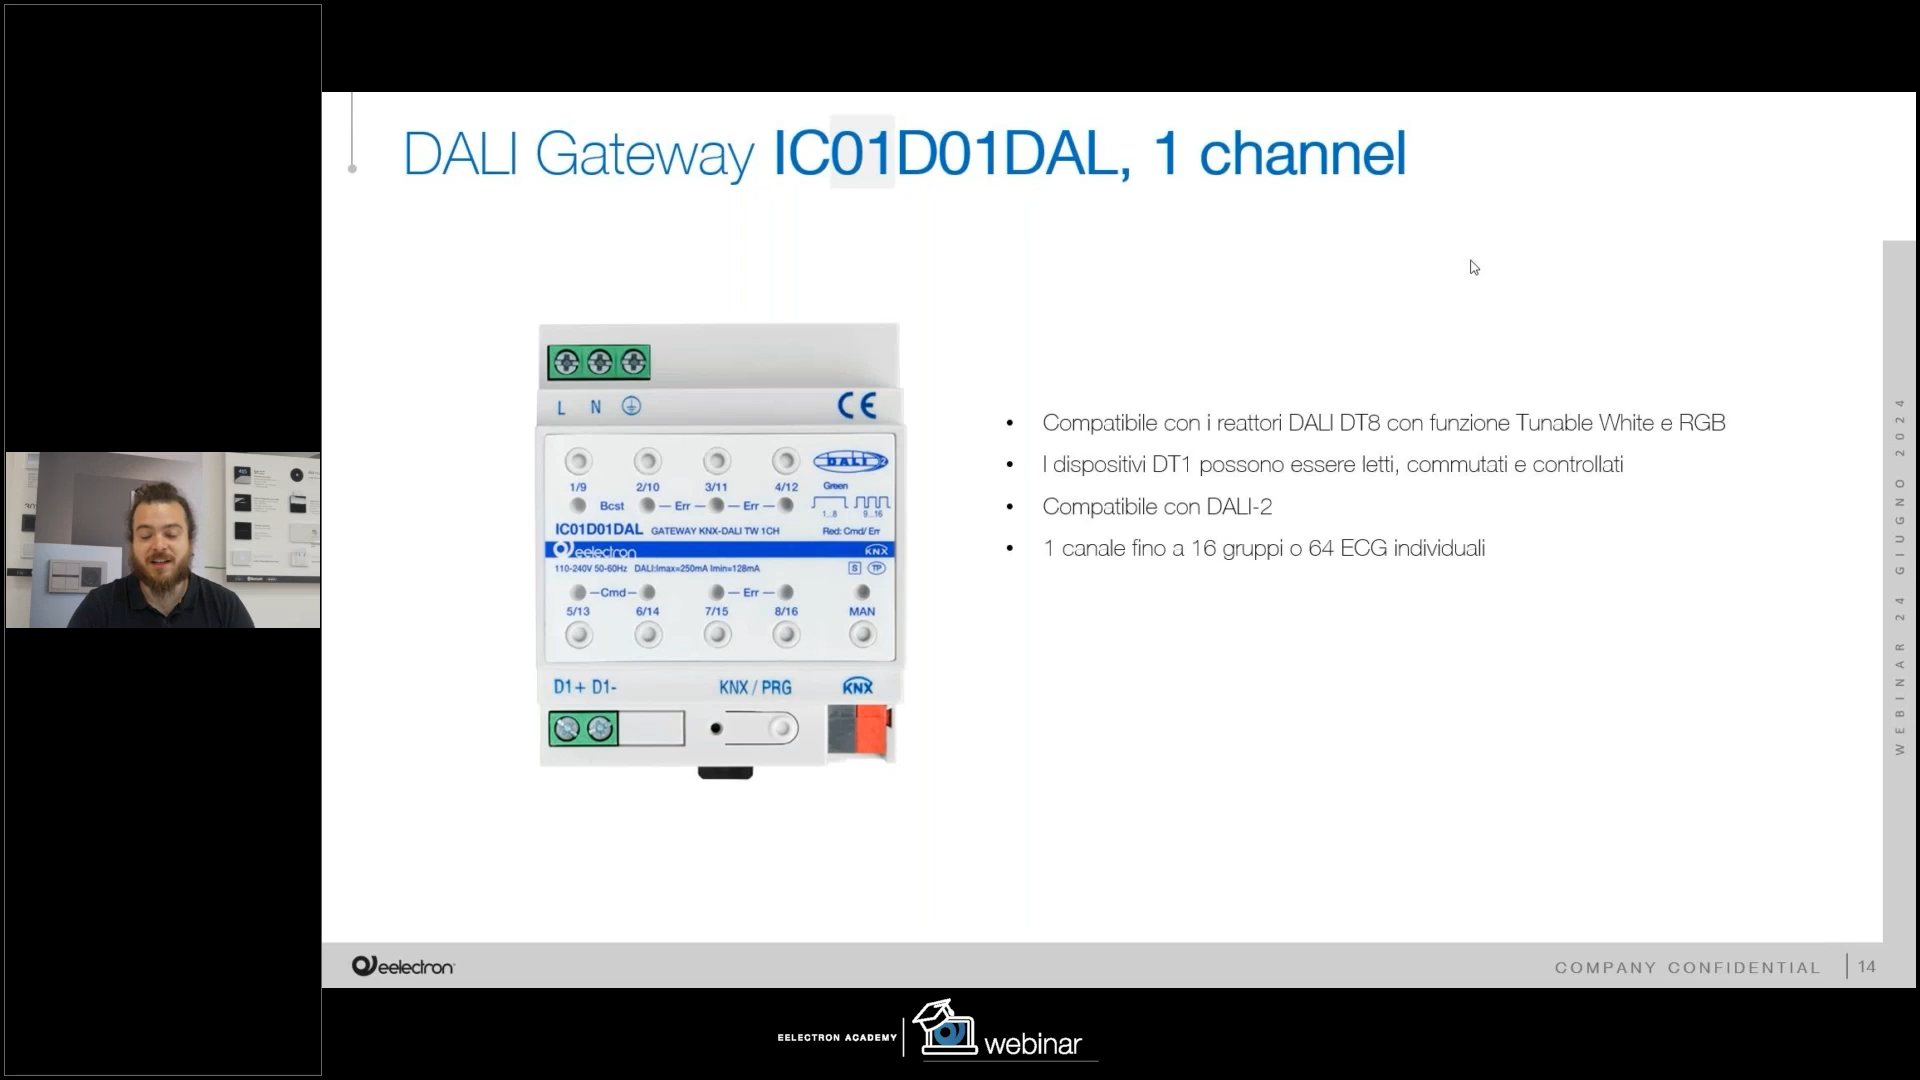 DALI Gateway IC01D01DAL, 1 channel
L N
CE
DALI 2
1/9 2/10 3/11 4/12 Green
Bcst Err Err 1...8 9...16
IC01D01DAL GATEWAY KNX-DALI TW 1CH Red: Cmd/ Err
eelectron KNX
110-240V 50-60Hz DALI:Imax=250mA Imin=128mA S TP
Cmd Err
5/13 6/14 7/15 8/16 MAN
D1+ D1- KNX / PRG KNX
• Compatibile con i reattori DALI DT8 con funzione Tunable White e RGB
• I dispositivi DT1 possono essere letti, commutati e controllati
• Compatibile con DALI-2
• 1 canale fino a 16 gruppi o 64 ECG individuali
WEBINAR 24 GIUGNO 2024
eelectron
COMPANY CONFIDENTIAL 14
EELECTRON ACADEMY webinar